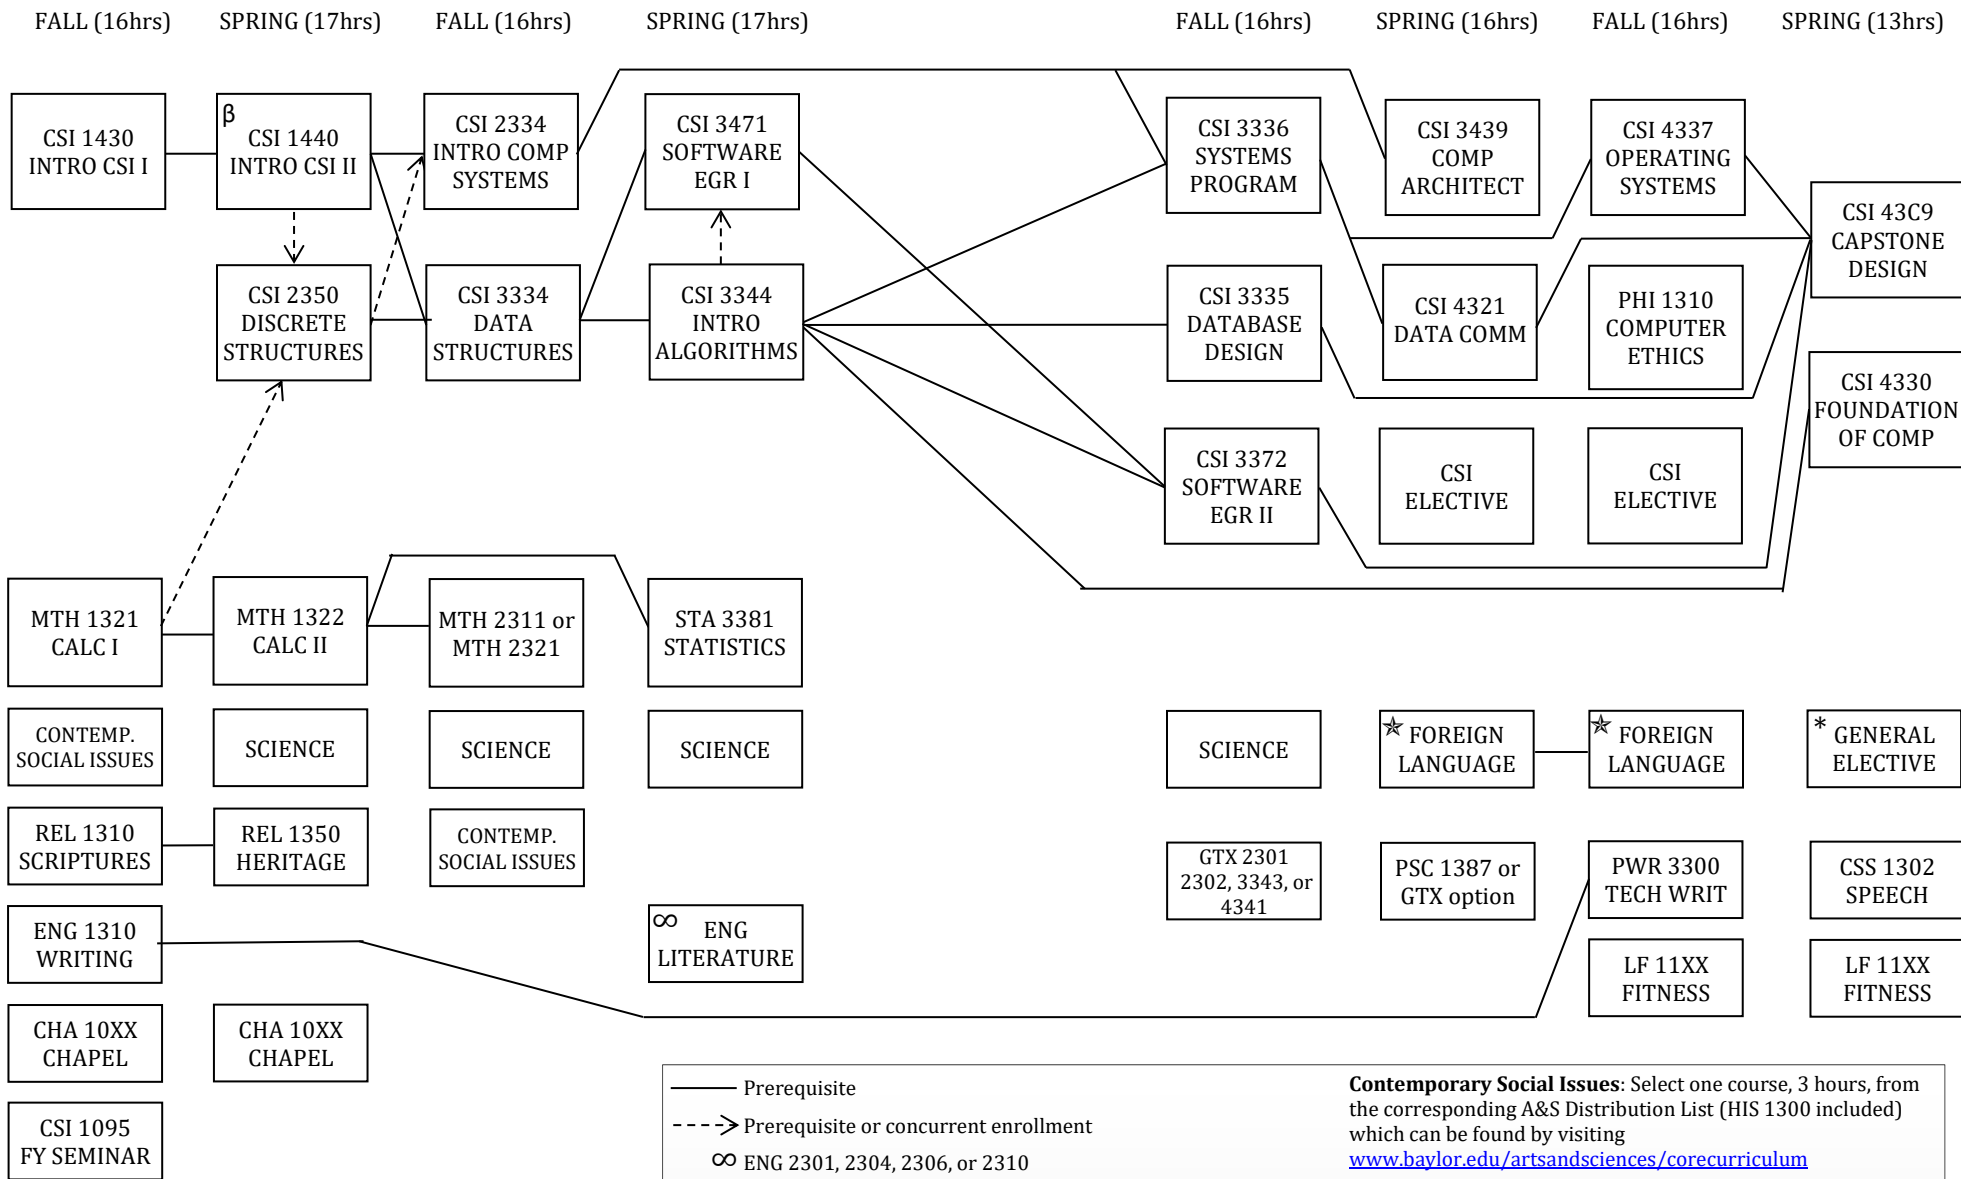 FALL (16hrs)
SPRING (17hrs)
FALL (16hrs)
SPRING (17hrs)
FALL (16hrs)
SPRING (16hrs)
FALL (16hrs)
SPRING (13hrs)
CSI 1430
INTRO CSI I
β
CSI 1440
INTRO CSI II
CSI 2334
INTRO COMP
SYSTEMS
CSI 3471
SOFTWARE
EGR I
CSI 3336
SYSTEMS
PROGRAM
CSI 3439
COMP
ARCHITECT
CSI 4337
OPERATING
SYSTEMS
CSI 43C9
CAPSTONE
DESIGN
CSI 2350
DISCRETE
STRUCTURES
CSI 3334
DATA
STRUCTURES
CSI 3344
INTRO
ALGORITHMS
CSI 3335
DATABASE
DESIGN
CSI 4321
DATA COMM
PHI 1310
COMPUTER
ETHICS
CSI 4330
FOUNDATION
OF COMP
CSI 3372
SOFTWARE
EGR II
CSI
ELECTIVE
CSI
ELECTIVE
MTH 1321
CALC I
MTH 1322
CALC II
MTH 2311 or
MTH 2321
STA 3381
STATISTICS
CONTEMP.
SOCIAL ISSUES
SCIENCE
SCIENCE
SCIENCE
SCIENCE
✯ FOREIGN
LANGUAGE
✯ FOREIGN
LANGUAGE
* GENERAL
ELECTIVE
REL 1310
SCRIPTURES
REL 1350
HERITAGE
CONTEMP.
SOCIAL ISSUES
GTX 2301
2302, 3343, or
4341
PSC 1387 or
GTX option
PWR 3300
TECH WRIT
CSS 1302
SPEECH
ENG 1310
WRITING
∞ ENG
LITERATURE
LF 11XX
FITNESS
LF 11XX
FITNESS
CHA 10XX
CHAPEL
CHA 10XX
CHAPEL
CSI 1095
FY SEMINAR
Prerequisite
Prerequisite or concurrent enrollment
∞ ENG 2301, 2304, 2306, or 2310
Contemporary Social Issues: Select one course, 3 hours, from
the corresponding A&S Distribution List (HIS 1300 included)
which can be found by visiting
www.baylor.edu/artsandsciences/corecurriculum